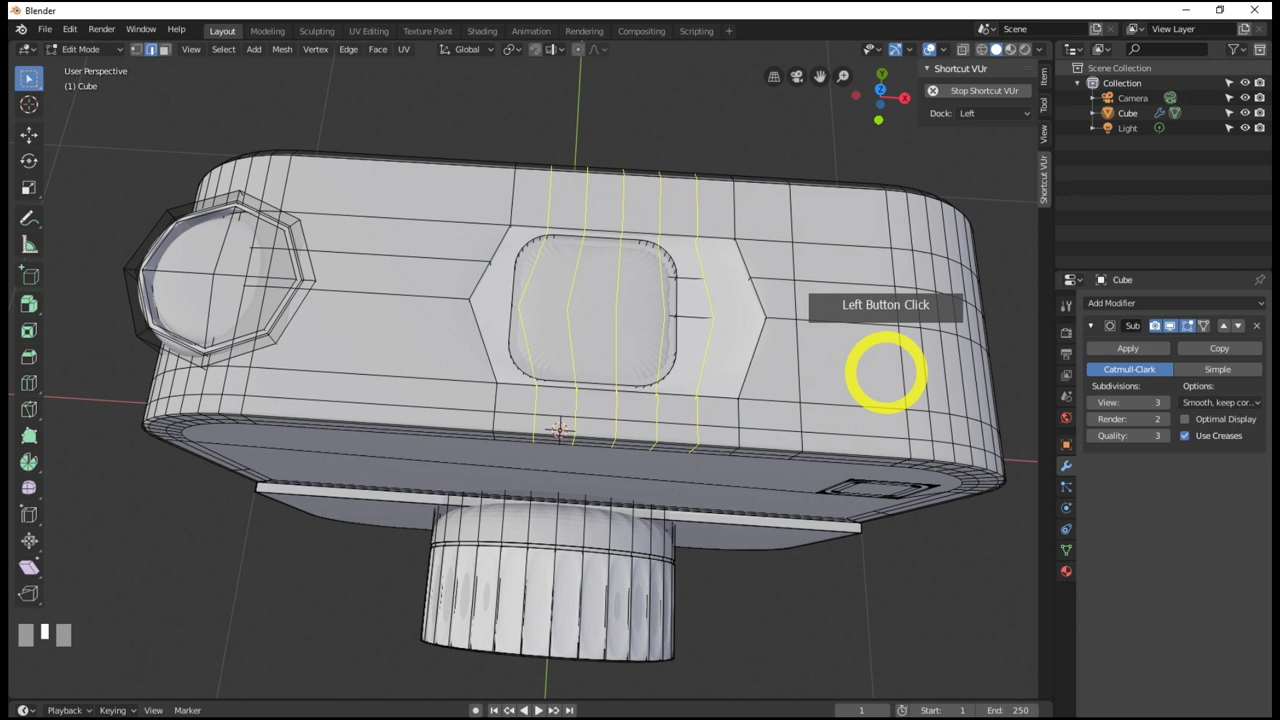 Blender
File Edit Render Window Help Layout Modeling Sculpting UV Editing Texture Paint Shading Animation Rendering Compositing Scripting Scene View Layer
Edit Mode View Select Add Mesh Vertex Edge Face UV Global
User Perspective
(1) Cube
Shortcut VUr
Stop Shortcut VUr
Dock: Left
Item
Tool
View
Shortcut VUr
Y
Z
X
Scene Collection
Collection
Camera
Cube
Light
Left Button Click
Cube
Add Modifier
Sub
Apply Copy
Catmull-Clark Simple
Subdivisions: Options:
View: 3 Smooth, keep cor..
Render: 2 Optimal Display
Quality: 3 Use Creases
Playback Keying View Marker 1 Start: 1 End: 250